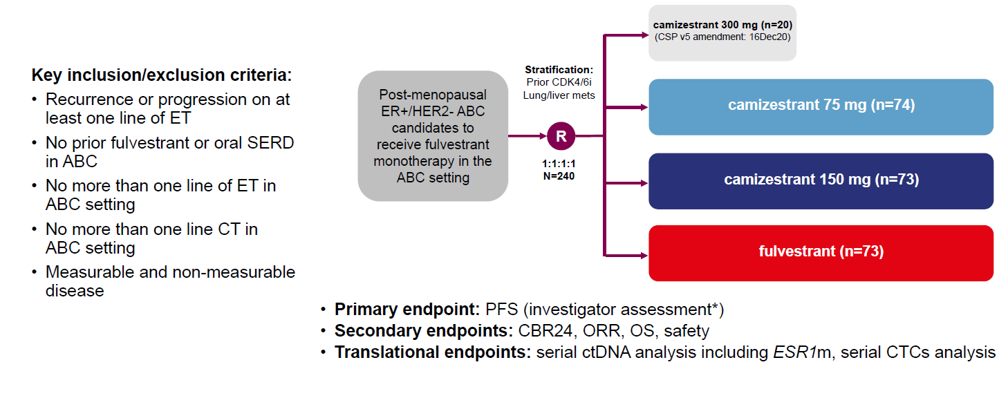 Key inclusion/exclusion criteria:
• Recurrence or progression on at
least one line of ET
• No prior fulvestrant or oral SERD
in ABC
• No more than one line of ET in
ABC setting
• No more than one line CT in
ABC setting
• Measurable and non-measurable
disease
Post-menopausal
ER+/HER2- ABC
candidates to
receive fulvestrant
monotherapy in the
ABC setting
Stratification:
Prior CDK4/6i
Lung/liver mets
R
1:1:1:1
N=240
camizestrant 300 mg (n=20)
(CSP v5 amendment: 16Dec20)
camizestrant 75 mg (n=74)
camizestrant 150 mg (n=73)
fulvestrant (n=73)
• Primary endpoint: PFS (investigator assessment*)
• Secondary endpoints: CBR24, ORR, OS, safety
• Translational endpoints: serial ctDNA analysis including ESR1m, serial CTCs analysis